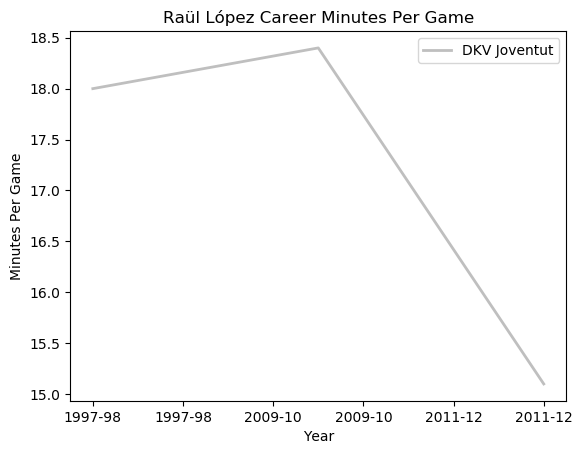 Raül López Career Minutes Per Game
DKV Joventut
18.5
18.0
17.5
17.0
16.5
16.0
15.5
15.0
Minutes Per Game
1997-98 1997-98 2009-10 2009-10 2011-12 2011-12
Year